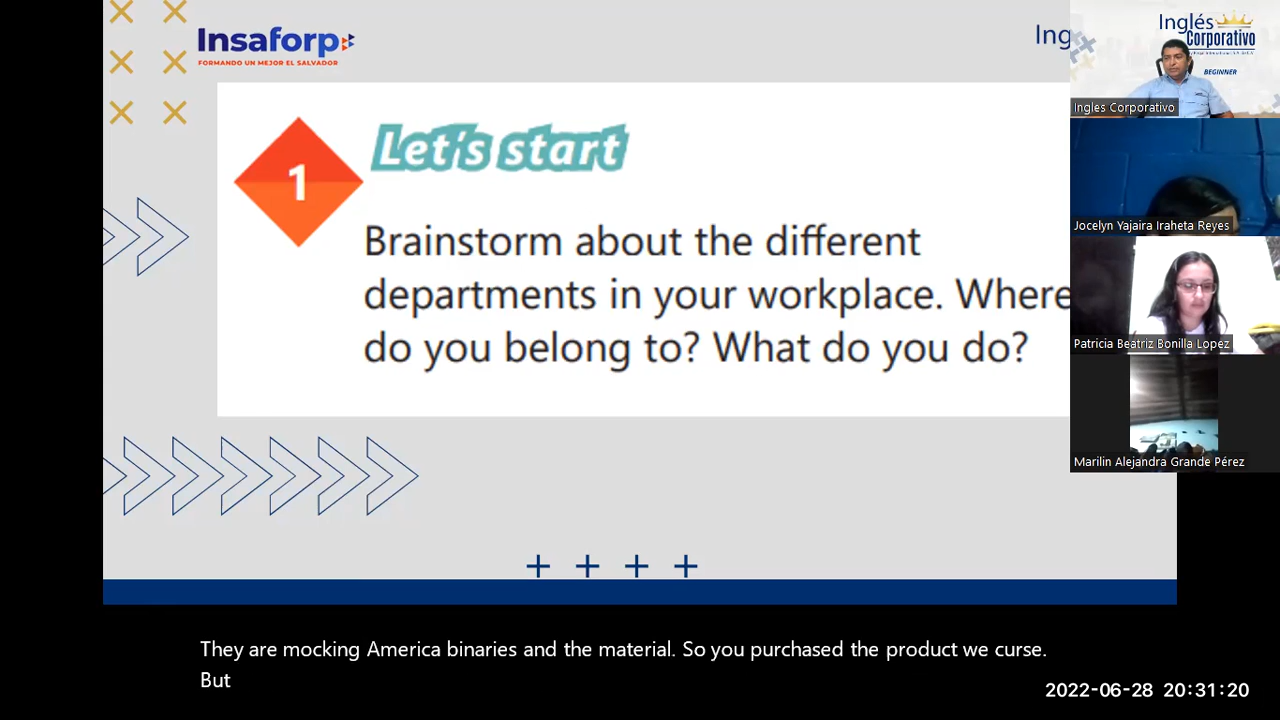 Insaforp
FORMANDO UN MEJOR EL SALVADOR
Ing
Inglés
Corporativo
BEGINNER
Ingles Corporativo
1
Let's start
Brainstorm about the different
departments in your workplace. Where
do you belong to? What do you do?
Jocelyn Yajaira Iraheta Reyes
Patricia Beatriz Bonilla Lopez
Marilin Alejandra Grande Pérez
They are mocking America binaries and the material. So you purchased the product we curse.
But
2022-06-28 20:31:20